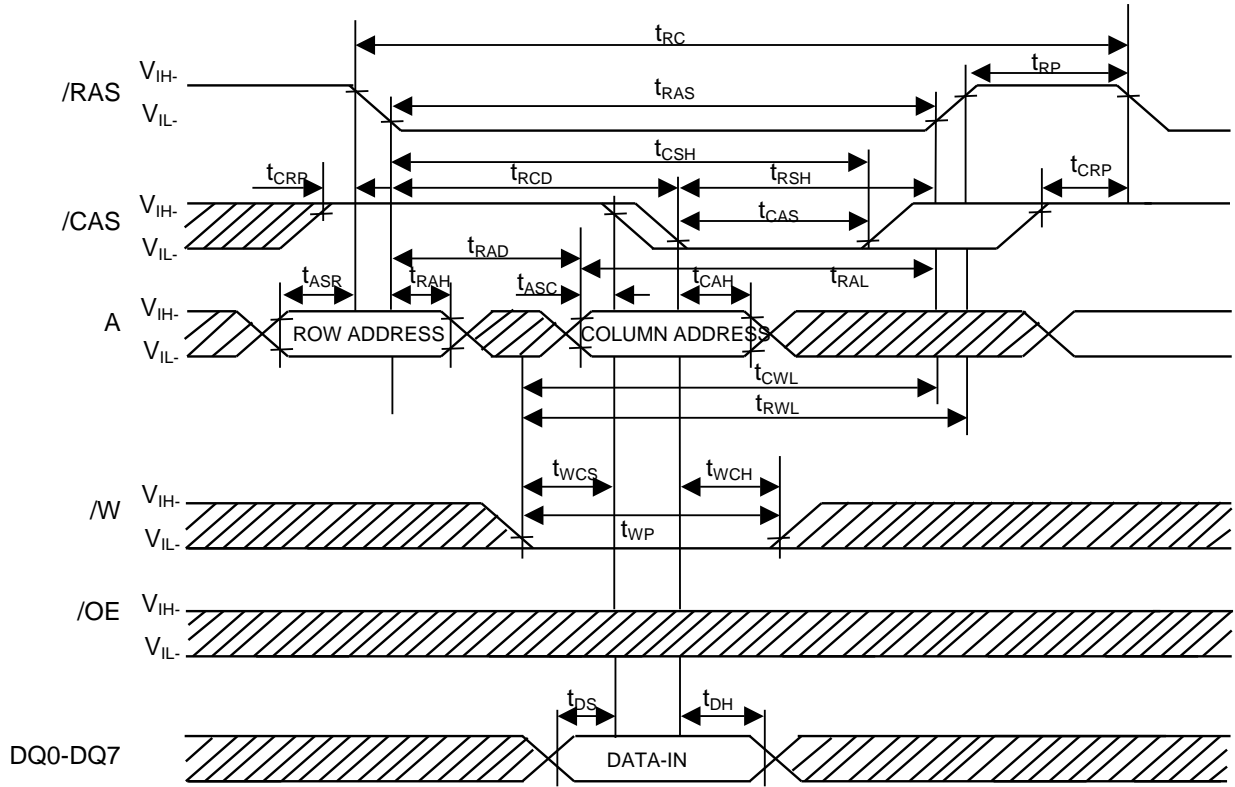 tRC
VIH-
tRP
/RAS
tRAS
VIL-
tCSH
tCRP
tRCD
tRSH
tCRP
VIH-
/CAS
tCAS
VIL-
tRAD
tASR
tRAH
tASC
tCAH
tRAL
VIH-
A
ROW ADDRESS
COLUMN ADDRESS
VIL-
tCWL
tRWL
tWCS
tWCH
VIH-
/W
VIL-
tWP
VIH-
/OE
VIL-
tDS
tDH
DQ0-DQ7
DATA-IN